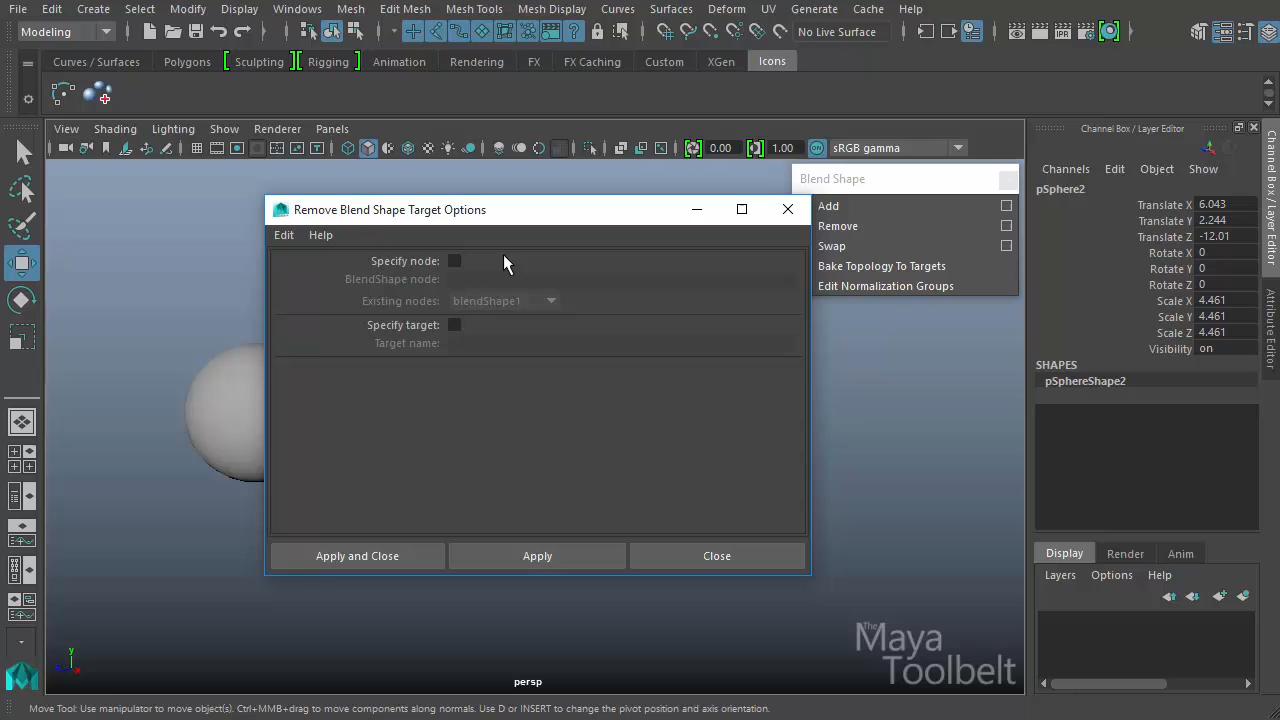 File Edit Create Select Modify Display Windows Mesh Edit Mesh Mesh Tools Mesh Display Curves Surfaces Deform UV Generate Cache Help
Modeling
No Live Surface
IPR
Curves / Surfaces Polygons Sculpting Rigging Animation Rendering FX FX Caching Custom XGen Icons
View Shading Lighting Show Renderer Panels
0.00 1.00 ON sRGB gamma
Blend Shape
Add
Remove
Swap
Bake Topology To Targets
Edit Normalization Groups
Remove Blend Shape Target Options
Edit Help
Specify node:
BlendShape node:
Existing nodes: blendShape1
Specify target:
Target name:
Apply and Close Apply Close
Channel Box / Layer Editor
Channels Edit Object Show
pSphere2
Translate X 6.043
Translate Y 2.244
Translate Z -12.01
Rotate X 0
Rotate Y 0
Rotate Z 0
Scale X 4.461
Scale Y 4.461
Scale Z 4.461
Visibility on
SHAPES
pSphereShape2
Display Render Anim
Layers Options Help
Channel Box / Layer Editor
Attribute Editor
The
Maya
Toolbelt
y
z x
persp
Move Tool: Use manipulator to move object(s). Ctrl+MMB+drag to move components along normals. Use D or INSERT to change the pivot position and axis orientation.